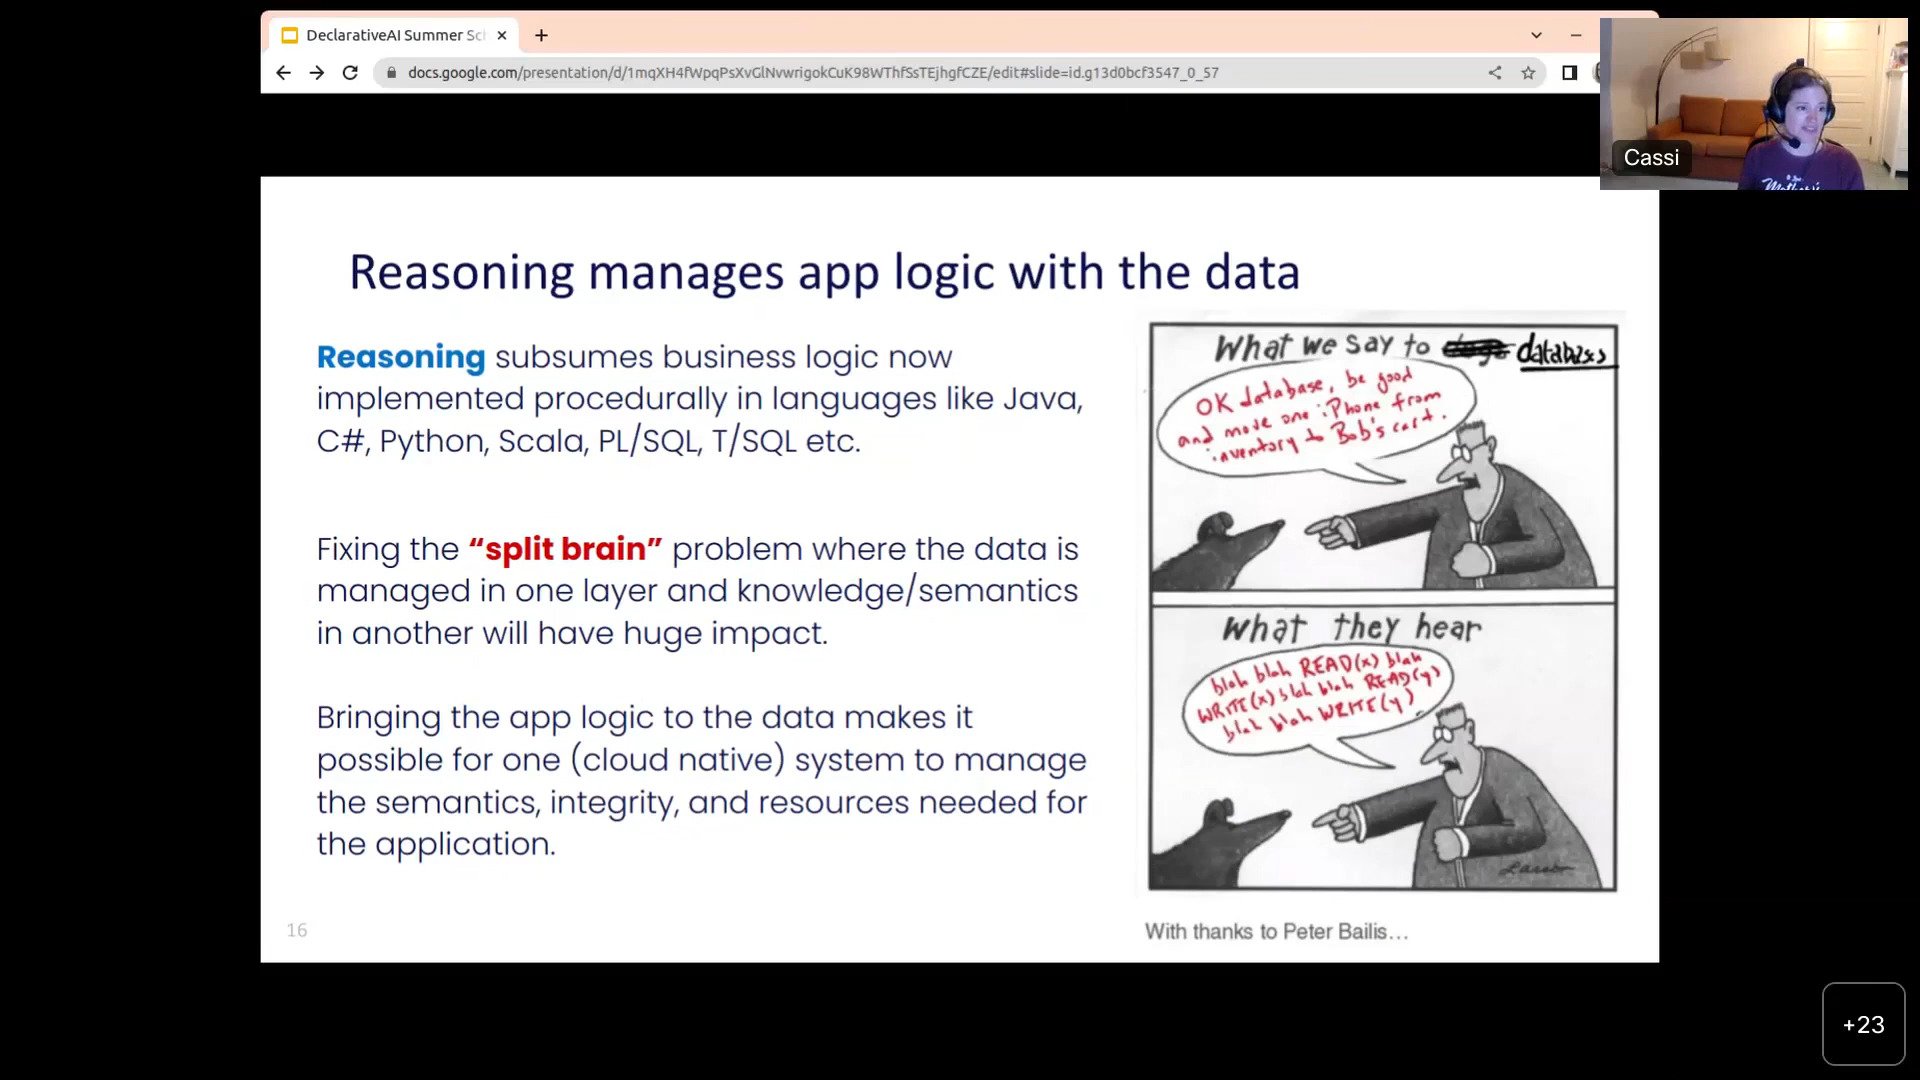 DeclarativeAI Summer Sc
docs.google.com/presentation/d/1mqXH4fWpqPsXvGlNvwrigokCuK98WThfSsTEjhgfCZE/edit#slide=id.g13d0bcf3547_0_57
Cassi
Reasoning manages app logic with the data
Reasoning subsumes business logic now
implemented procedurally in languages like Java,
C#, Python, Scala, PL/SQL, T/SQL etc.
Fixing the “split brain” problem where the data is
managed in one layer and knowledge/semantics
in another will have huge impact.
Bringing the app logic to the data makes it
possible for one (cloud native) system to manage
the semantics, integrity, and resources needed for
the application.
What we say to databases
OK database, be good
and move one iPhone from
inventory to Bob's cart.
What they hear
blah blah READ(x) blah
WRITE(x) blah blah READ(y)
blah blah WRITE(y)
Larson
16
With thanks to Peter Bailis...
+23